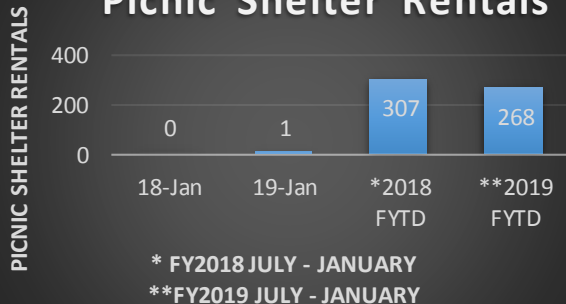 Picnic Shelter Rentals
PICNIC SHELTER RENTALS
400
200
0
0
1
307
268
18-Jan
19-Jan
*2018 FYTD
**2019 FYTD
* FY2018 JULY - JANUARY
**FY2019 JULY - JANUARY